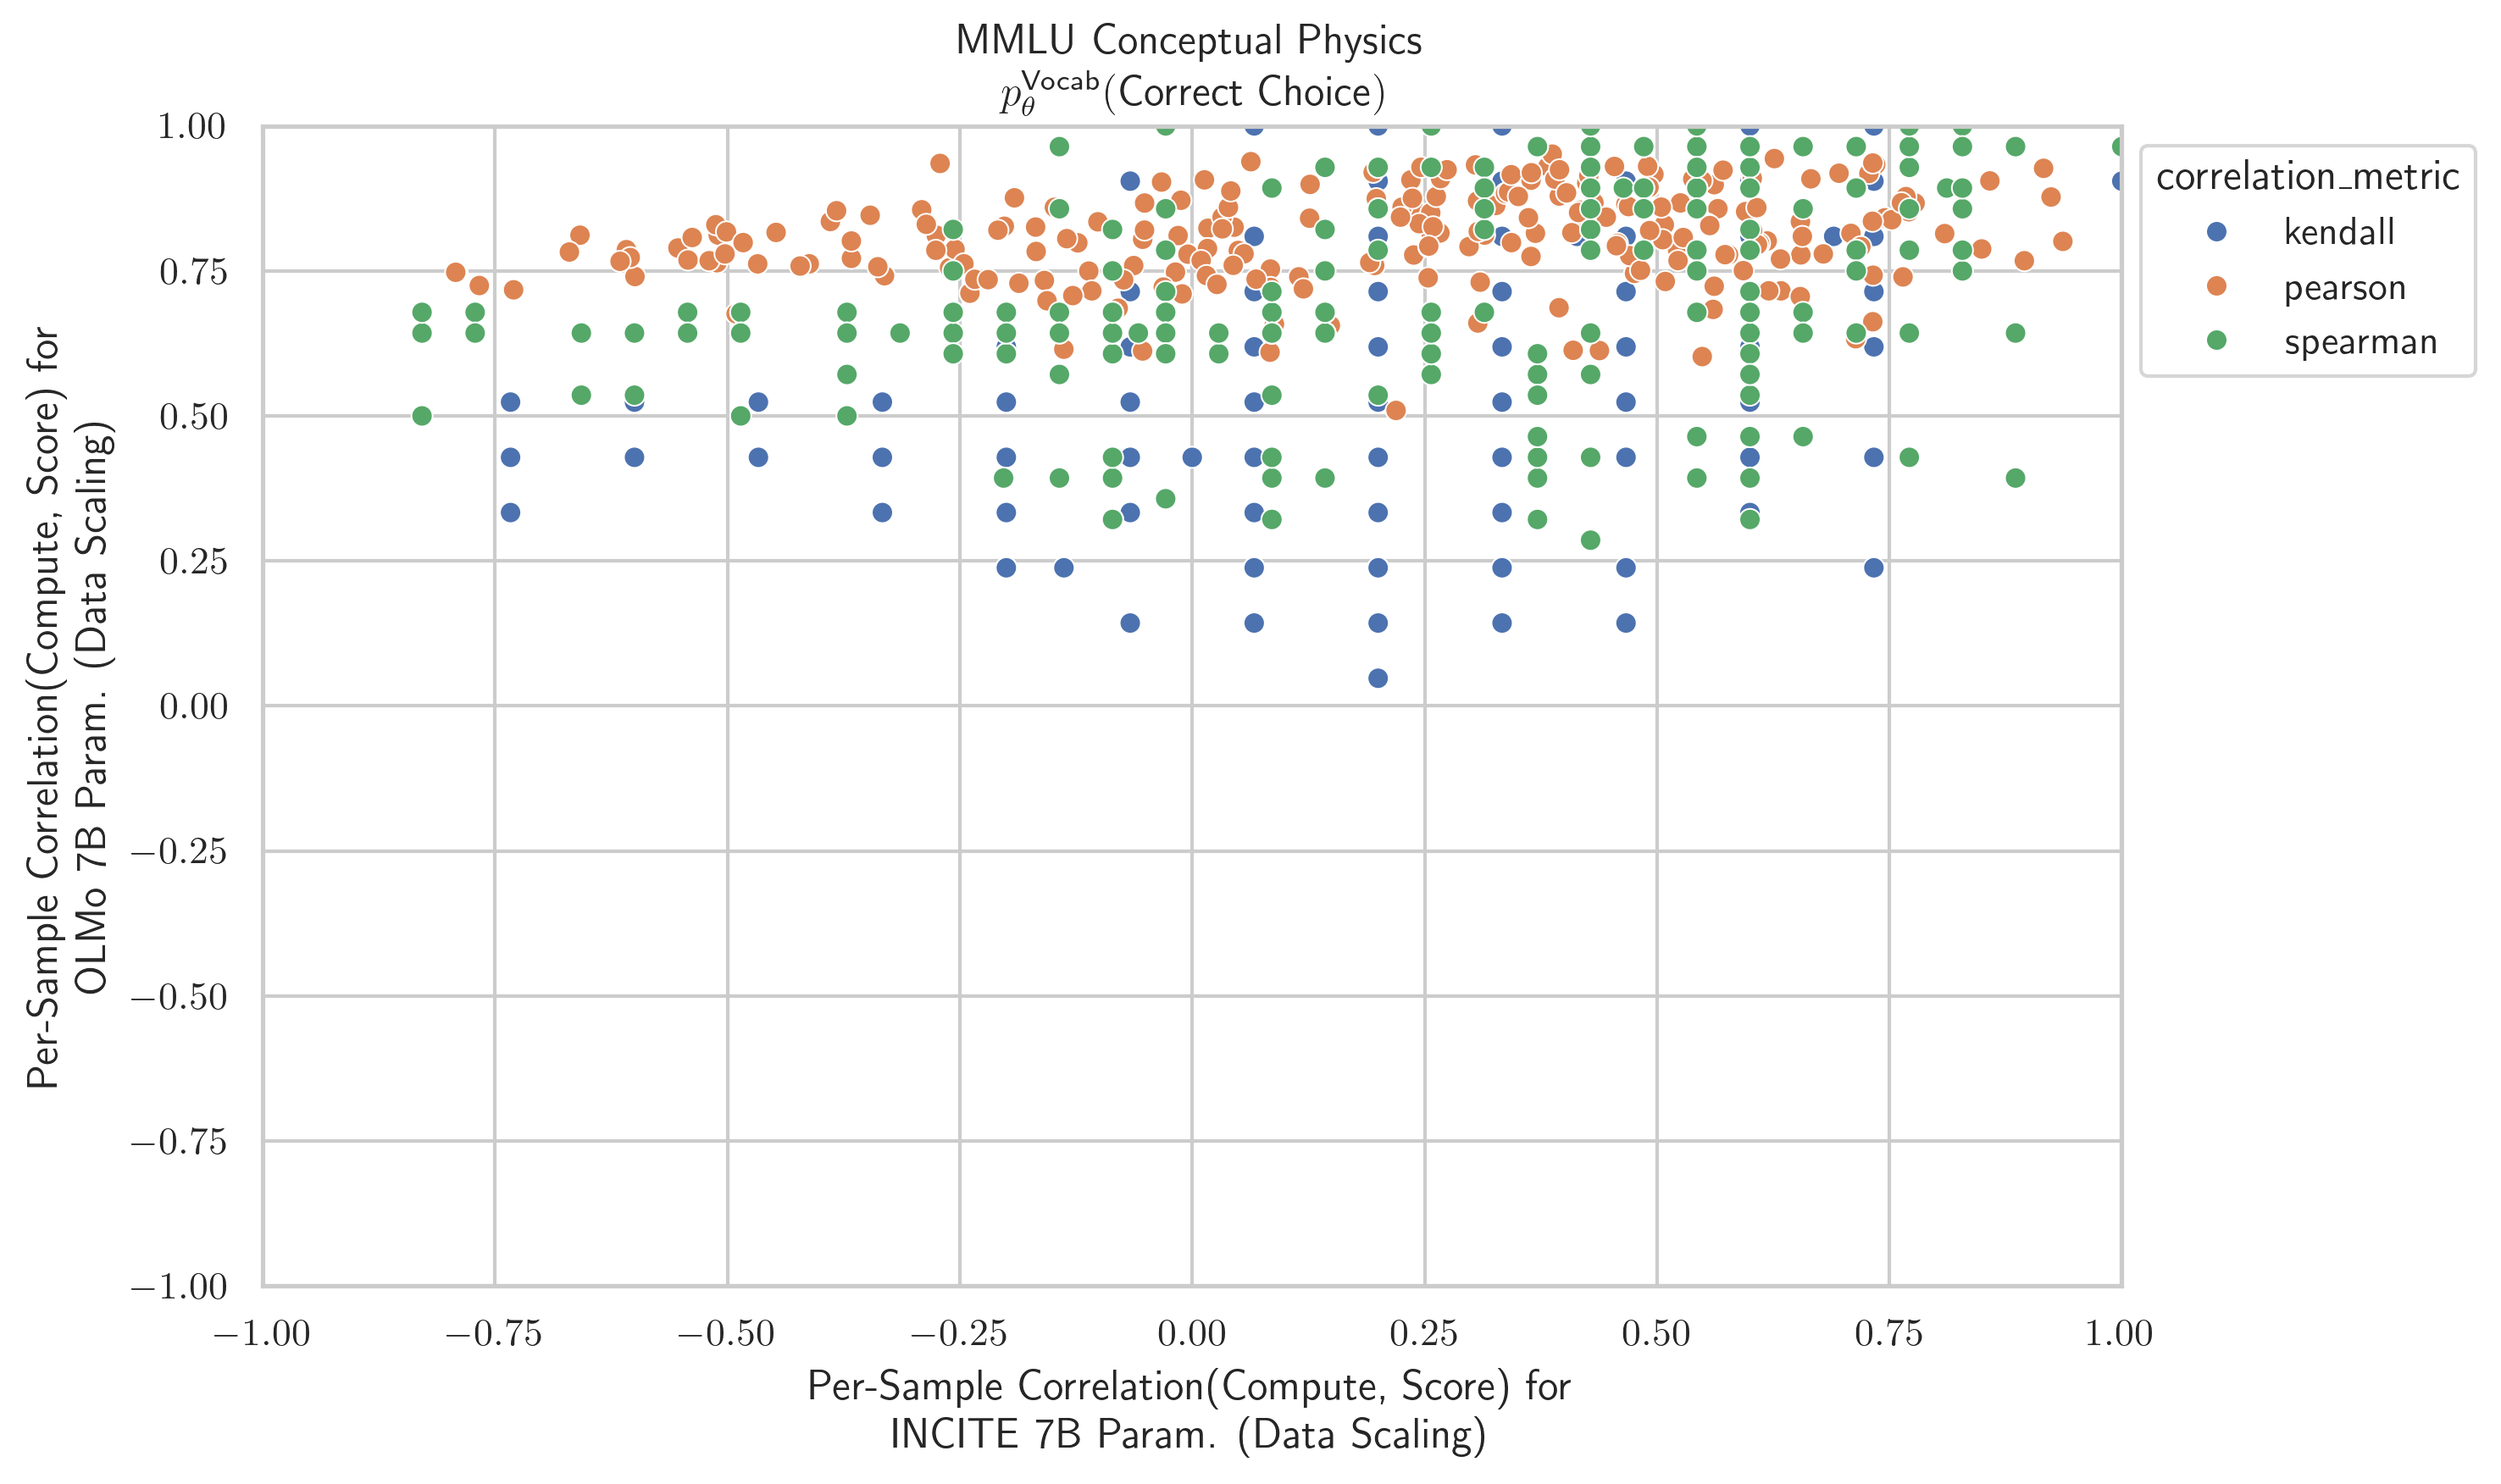 MMLU Conceptual Physics
p_θ^Vocab(Correct Choice)
1.00
0.75
0.50
0.25
0.00
−0.25
−0.50
−0.75
−1.00
Per-Sample Correlation(Compute, Score) for
OLMo 7B Param. (Data Scaling)
correlation_metric
kendall
pearson
spearman
−1.00 −0.75 −0.50 −0.25 0.00 0.25 0.50 0.75 1.00
Per-Sample Correlation(Compute, Score) for
INCITE 7B Param. (Data Scaling)